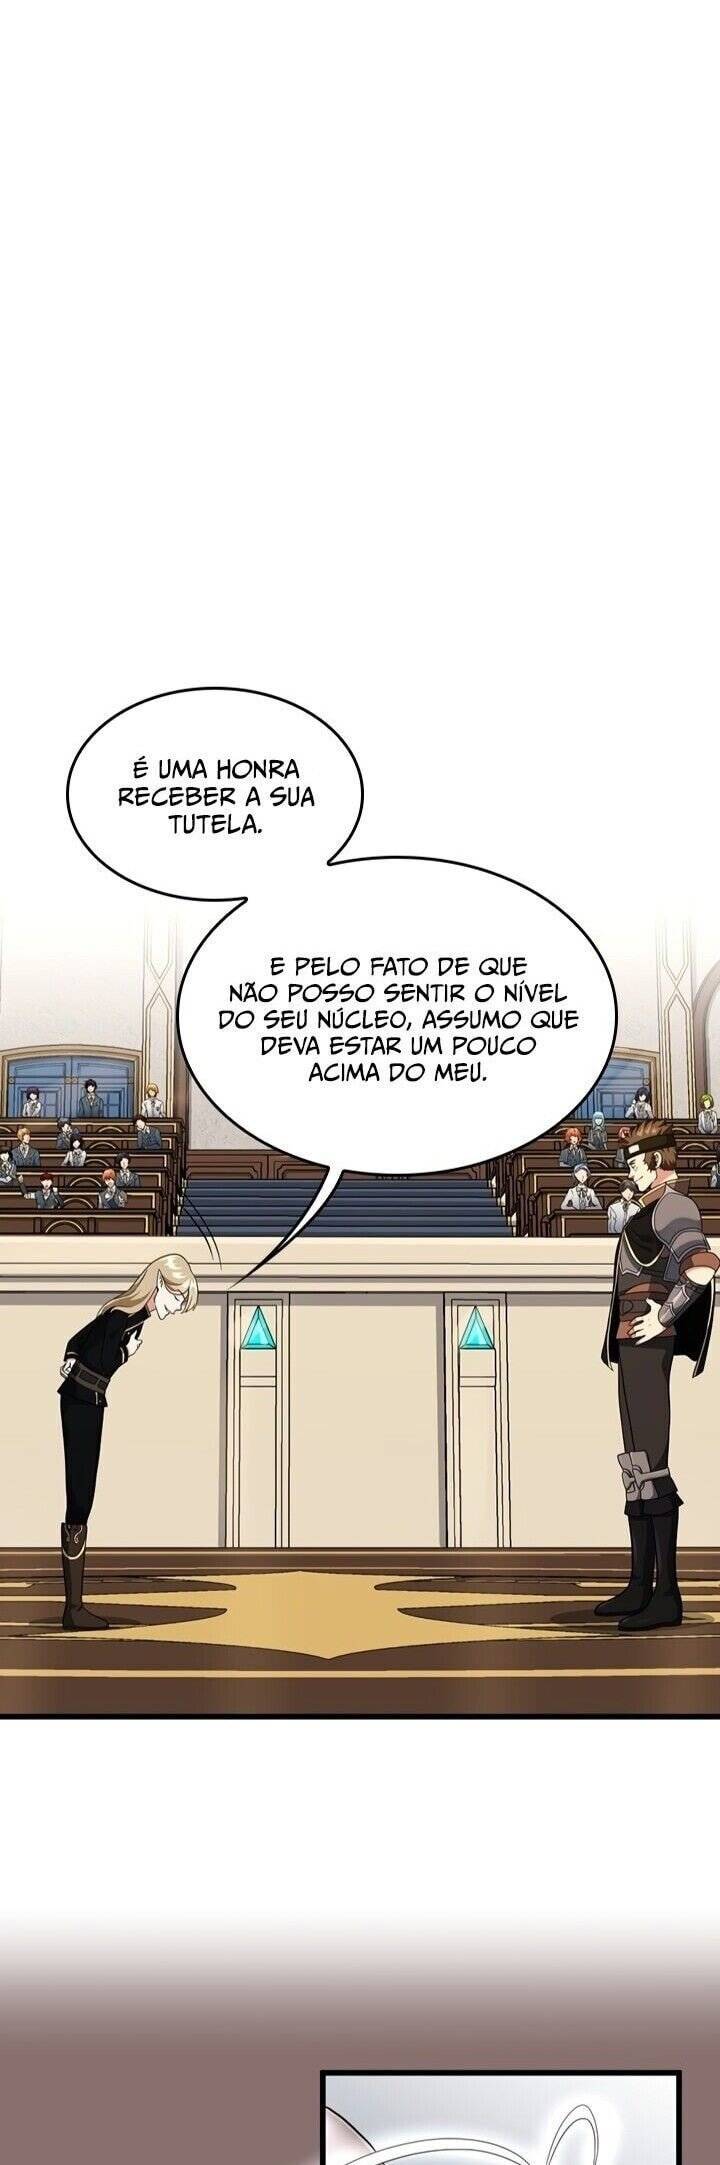 É UMA HONRA
RECEBER A SUA
TUTELA.
E PELO FATO DE QUE
NÃO POSSO SENTIR O NÍVEL
DO SEU NÚCLEO, ASSUMO QUE
DEVA ESTAR UM POUCO
ACIMA DO MEU.